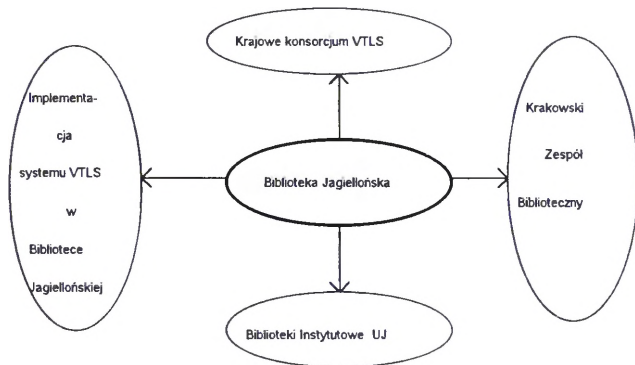 Krajowe konsorcjum VTLS
Implementa-
cja
systemu VTLS
w
Bibliotece
Jagiellońskiej
Biblioteka Jagiellońska
Krakowski
Zespół
Biblioteczny
Biblioteki Instytutowe UJ